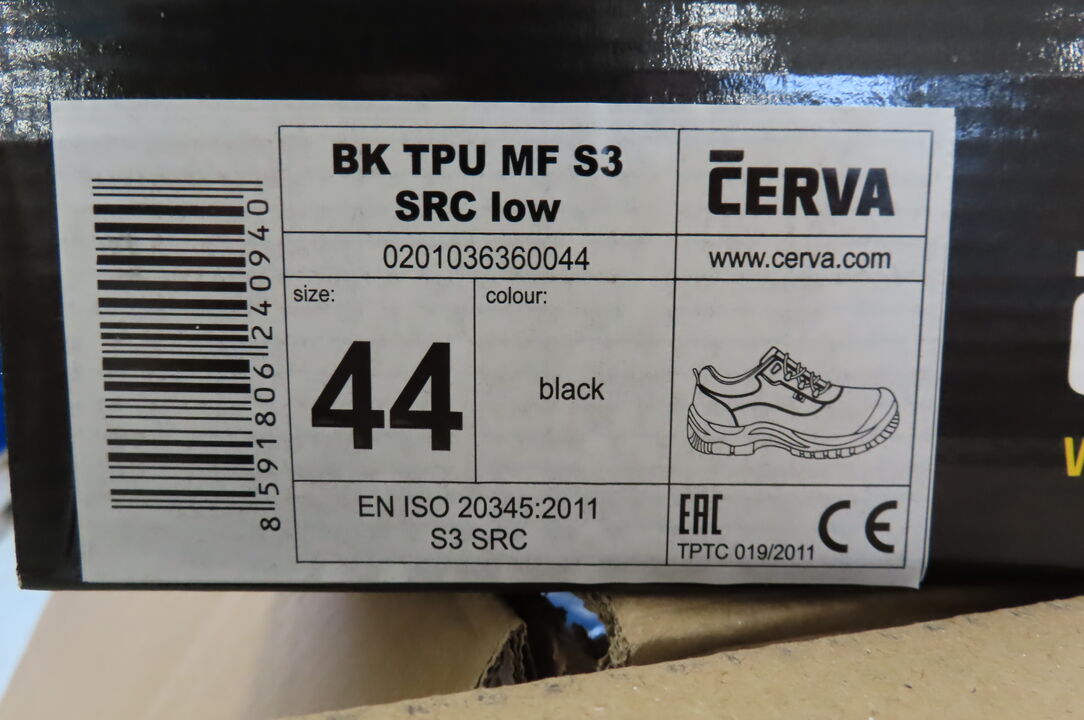 BK TPU MF S3
SRC low
ČERVA
0201036360044
www.cerva.com
size:
44
colour:
black
EN ISO 20345:2011
S3 SRC
EAC
TPTC 019/2011
CE
8591806240940